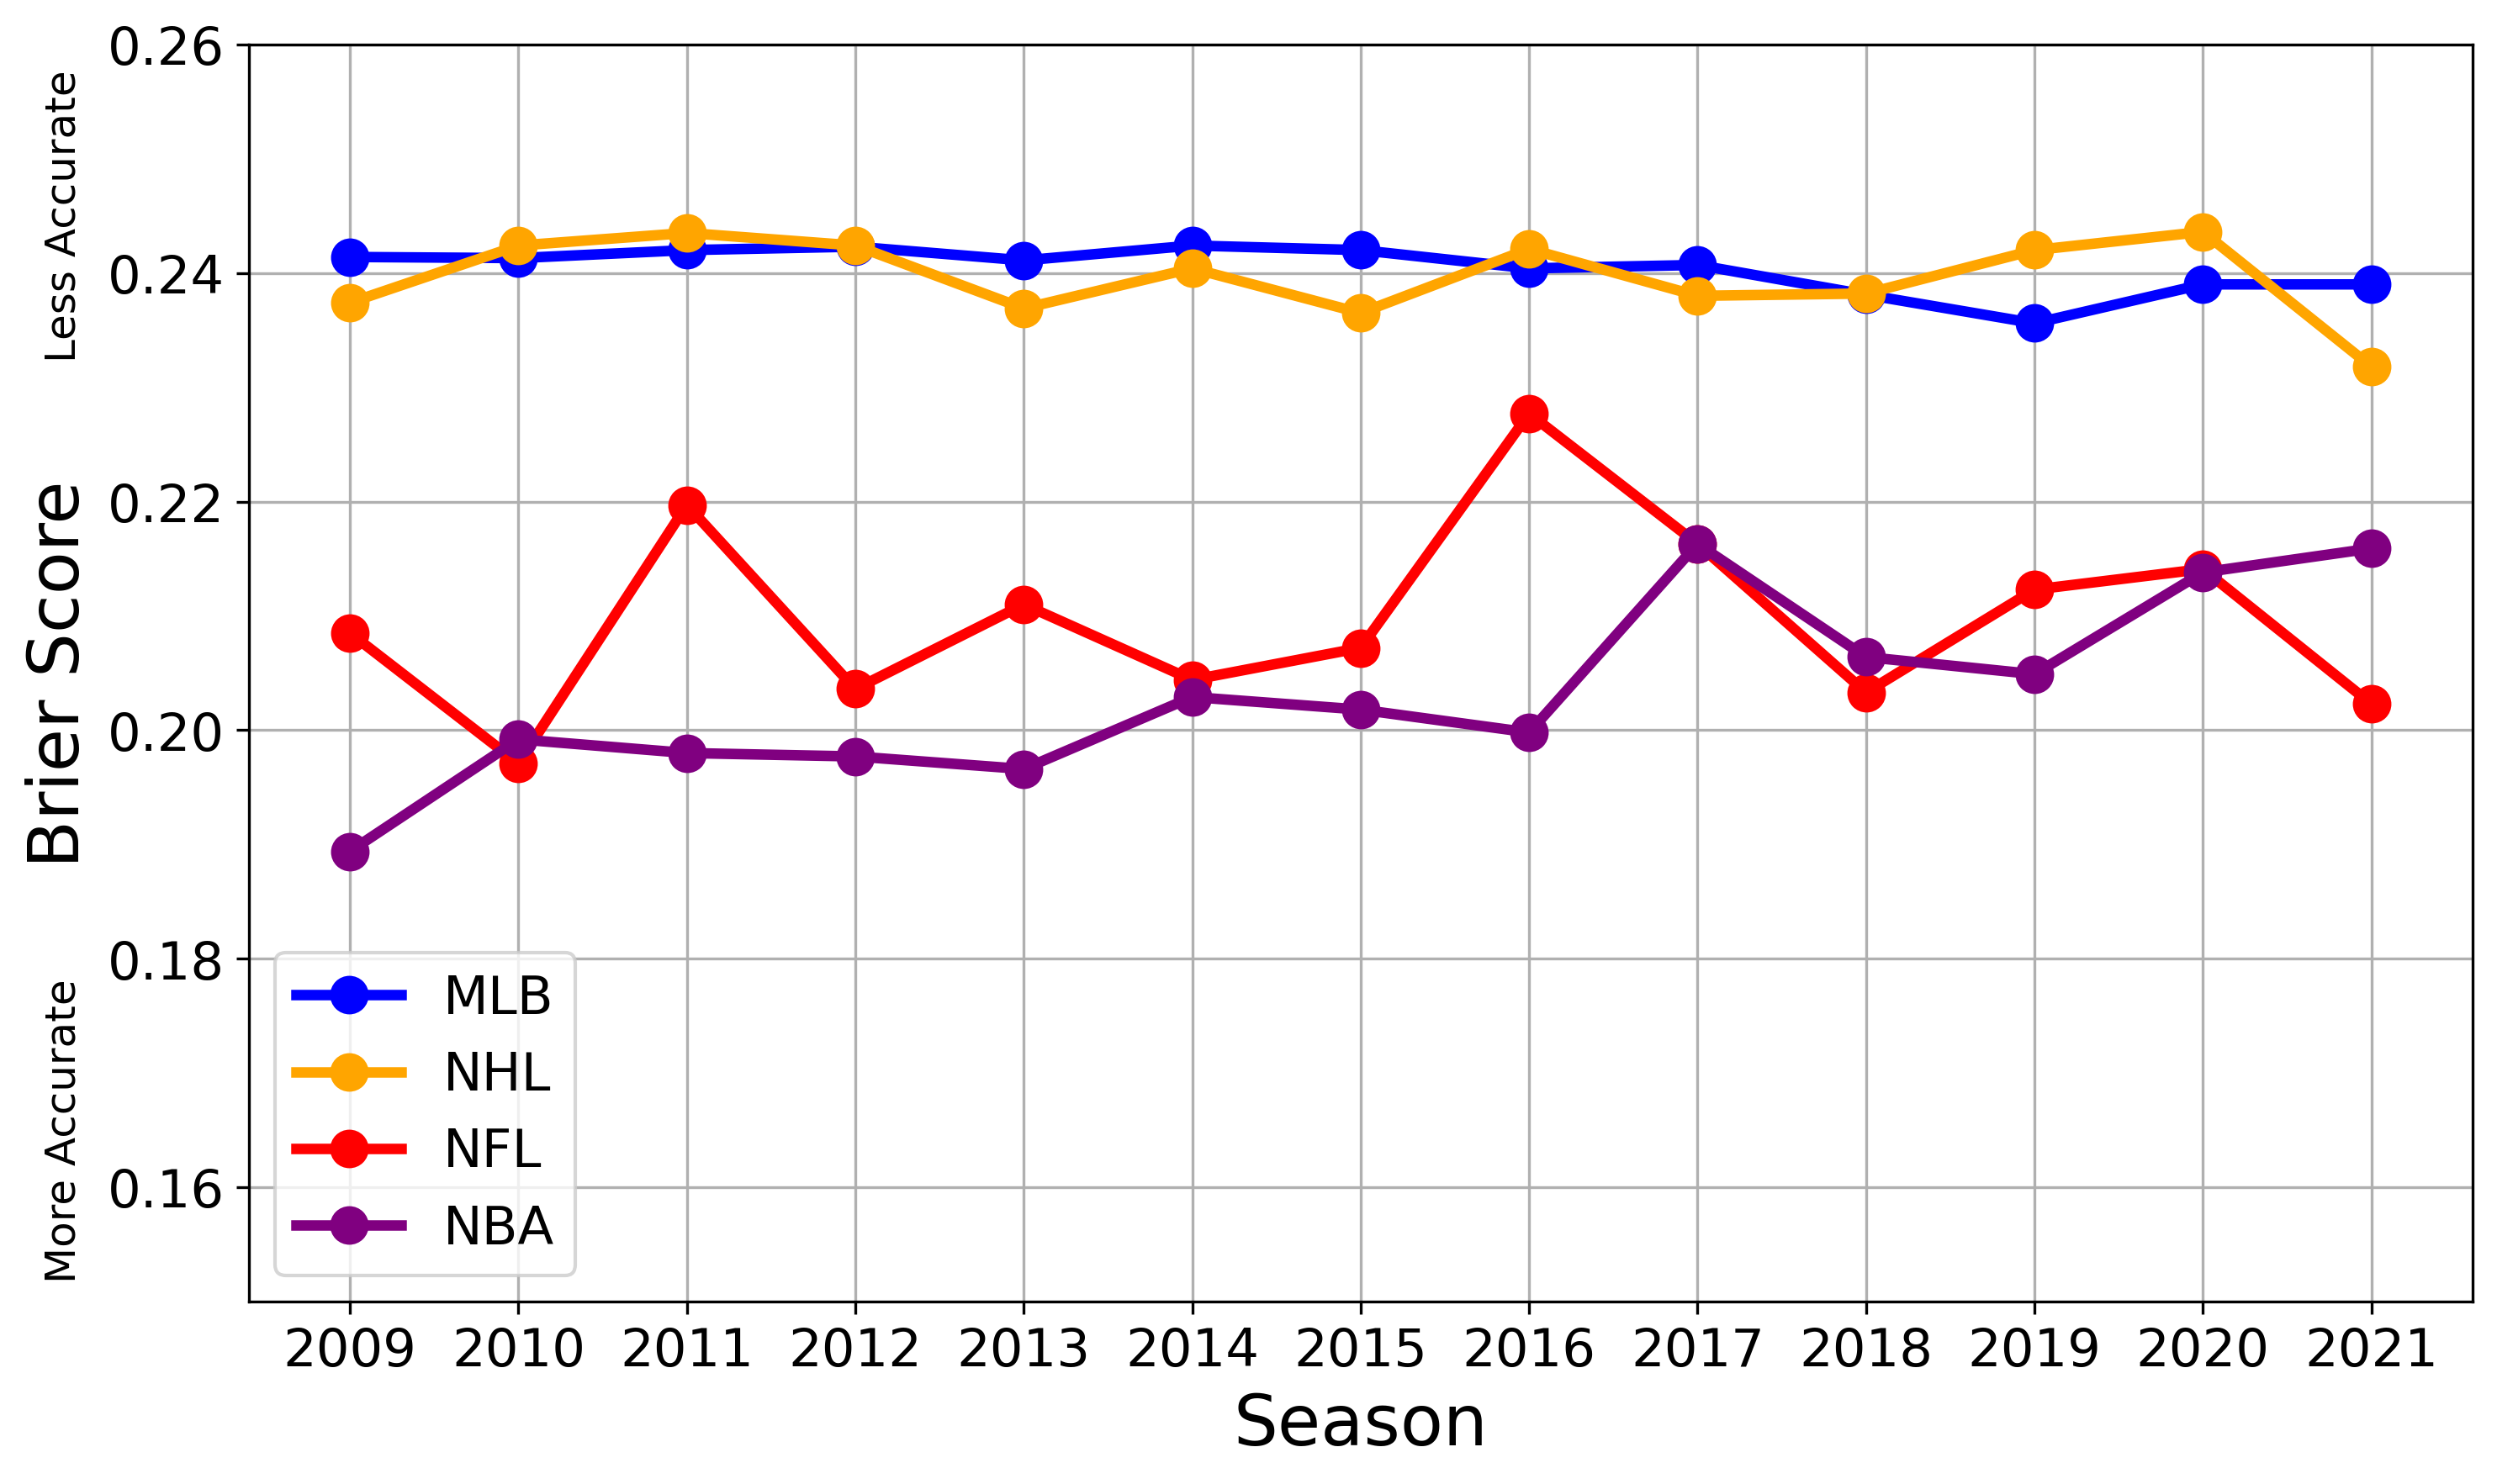 Less Accurate
Brier Score
More Accurate
0.26
0.24
0.22
0.20
0.18
0.16
MLB
NHL
NFL
NBA
2009 2010 2011 2012 2013 2014 2015 2016 2017 2018 2019 2020 2021
Season